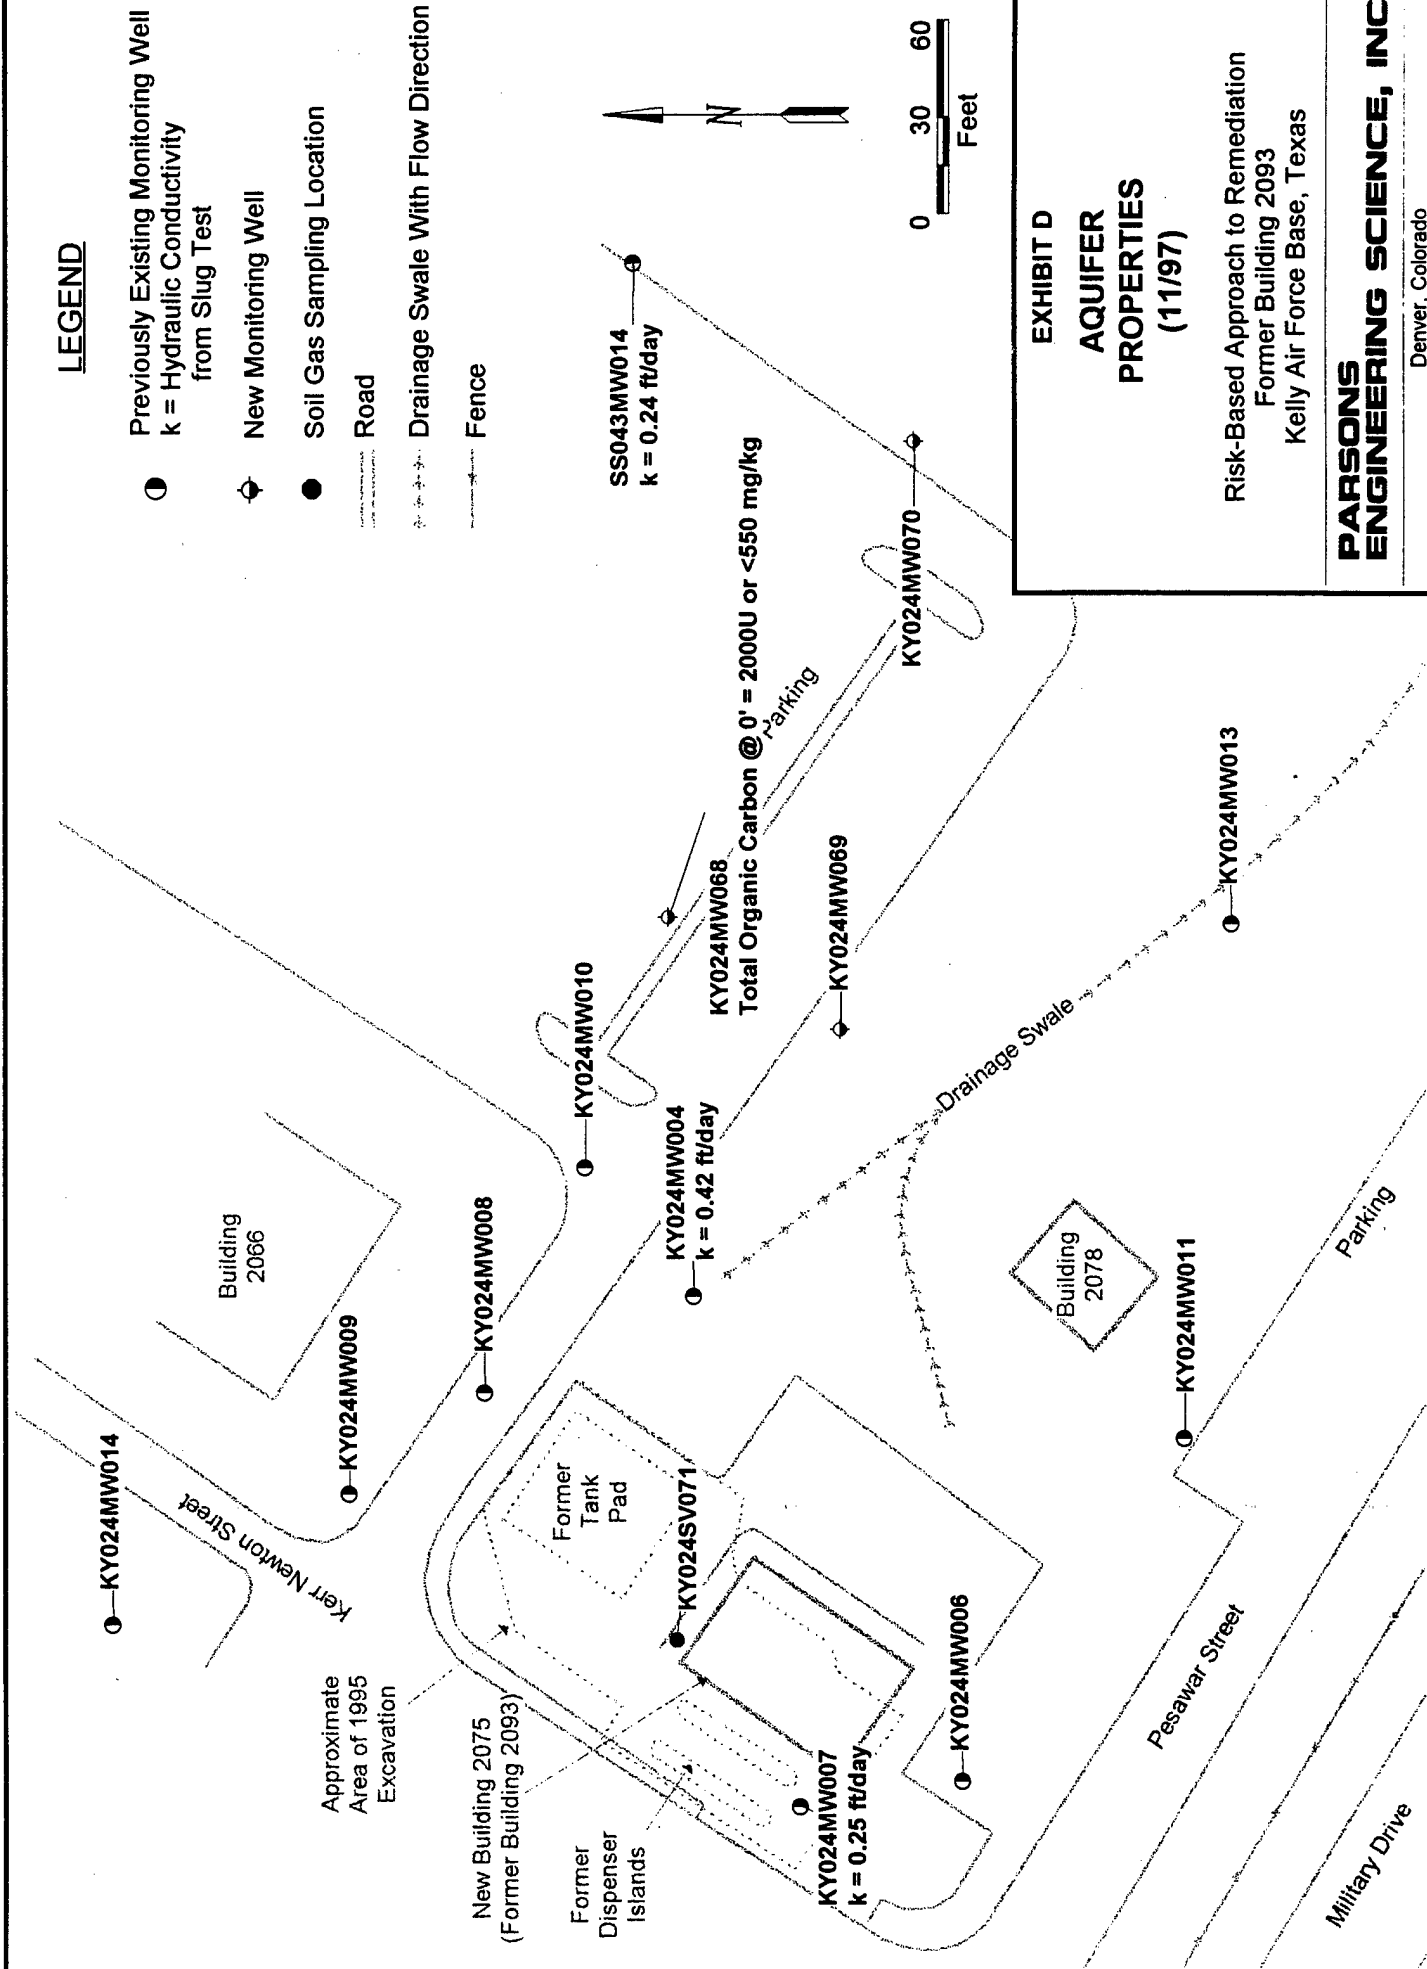 LEGEND
Previously Existing Monitoring Well
k = Hydraulic Conductivity
from Slug Test
New Monitoring Well
Soil Gas Sampling Location
Road
Drainage Swale With Flow Direction
Fence
N
0 30 60
Feet
KY024MW014
Kerr Newton Street
Building
2066
KY024MW009
KY024MW008
KY024MW010
SS043MW014
k = 0.24 ft/day
Approximate
Area of 1995
Excavation
Former
Tank
Pad
New Building 2075
(Former Building 2093)
Former
Dispenser
Islands
KY024SV071
KY024MW004
k = 0.42 ft/day
KY024MW068
Total Organic Carbon @ 0' = 2000U or <550 mg/kg
Parking
KY024MW070
KY024MW069
KY024MW007
k = 0.25 ft/day
KY024MW006
Drainage Swale
Building
2078
KY024MW011
KY024MW013
Pesawar Street
Parking
Military Drive
EXHIBIT D
AQUIFER
PROPERTIES
(11/97)
Risk-Based Approach to Remediation
Former Building 2093
Kelly Air Force Base, Texas
PARSONS
ENGINEERING SCIENCE, INC
Denver, Colorado